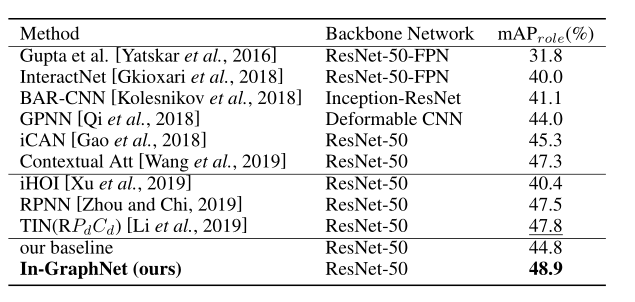 Method Backbone Network mAProle(%)
Gupta et al. [Yatskar et al., 2016] ResNet-50-FPN 31.8
InteractNet [Gkioxari et al., 2018] ResNet-50-FPN 40.0
BAR-CNN [Kolesnikov et al., 2018] Inception-ResNet 41.1
GPNN [Qi et al., 2018] Deformable CNN 44.0
iCAN [Gao et al., 2018] ResNet-50 45.3
Contextual Att [Wang et al., 2019] ResNet-50 47.3
iHOI [Xu et al., 2019] ResNet-50 40.4
RPNN [Zhou and Chi, 2019] ResNet-50 47.5
TIN(RPdCd) [Li et al., 2019] ResNet-50 47.8
our baseline ResNet-50 44.8
In-GraphNet (ours) ResNet-50 48.9